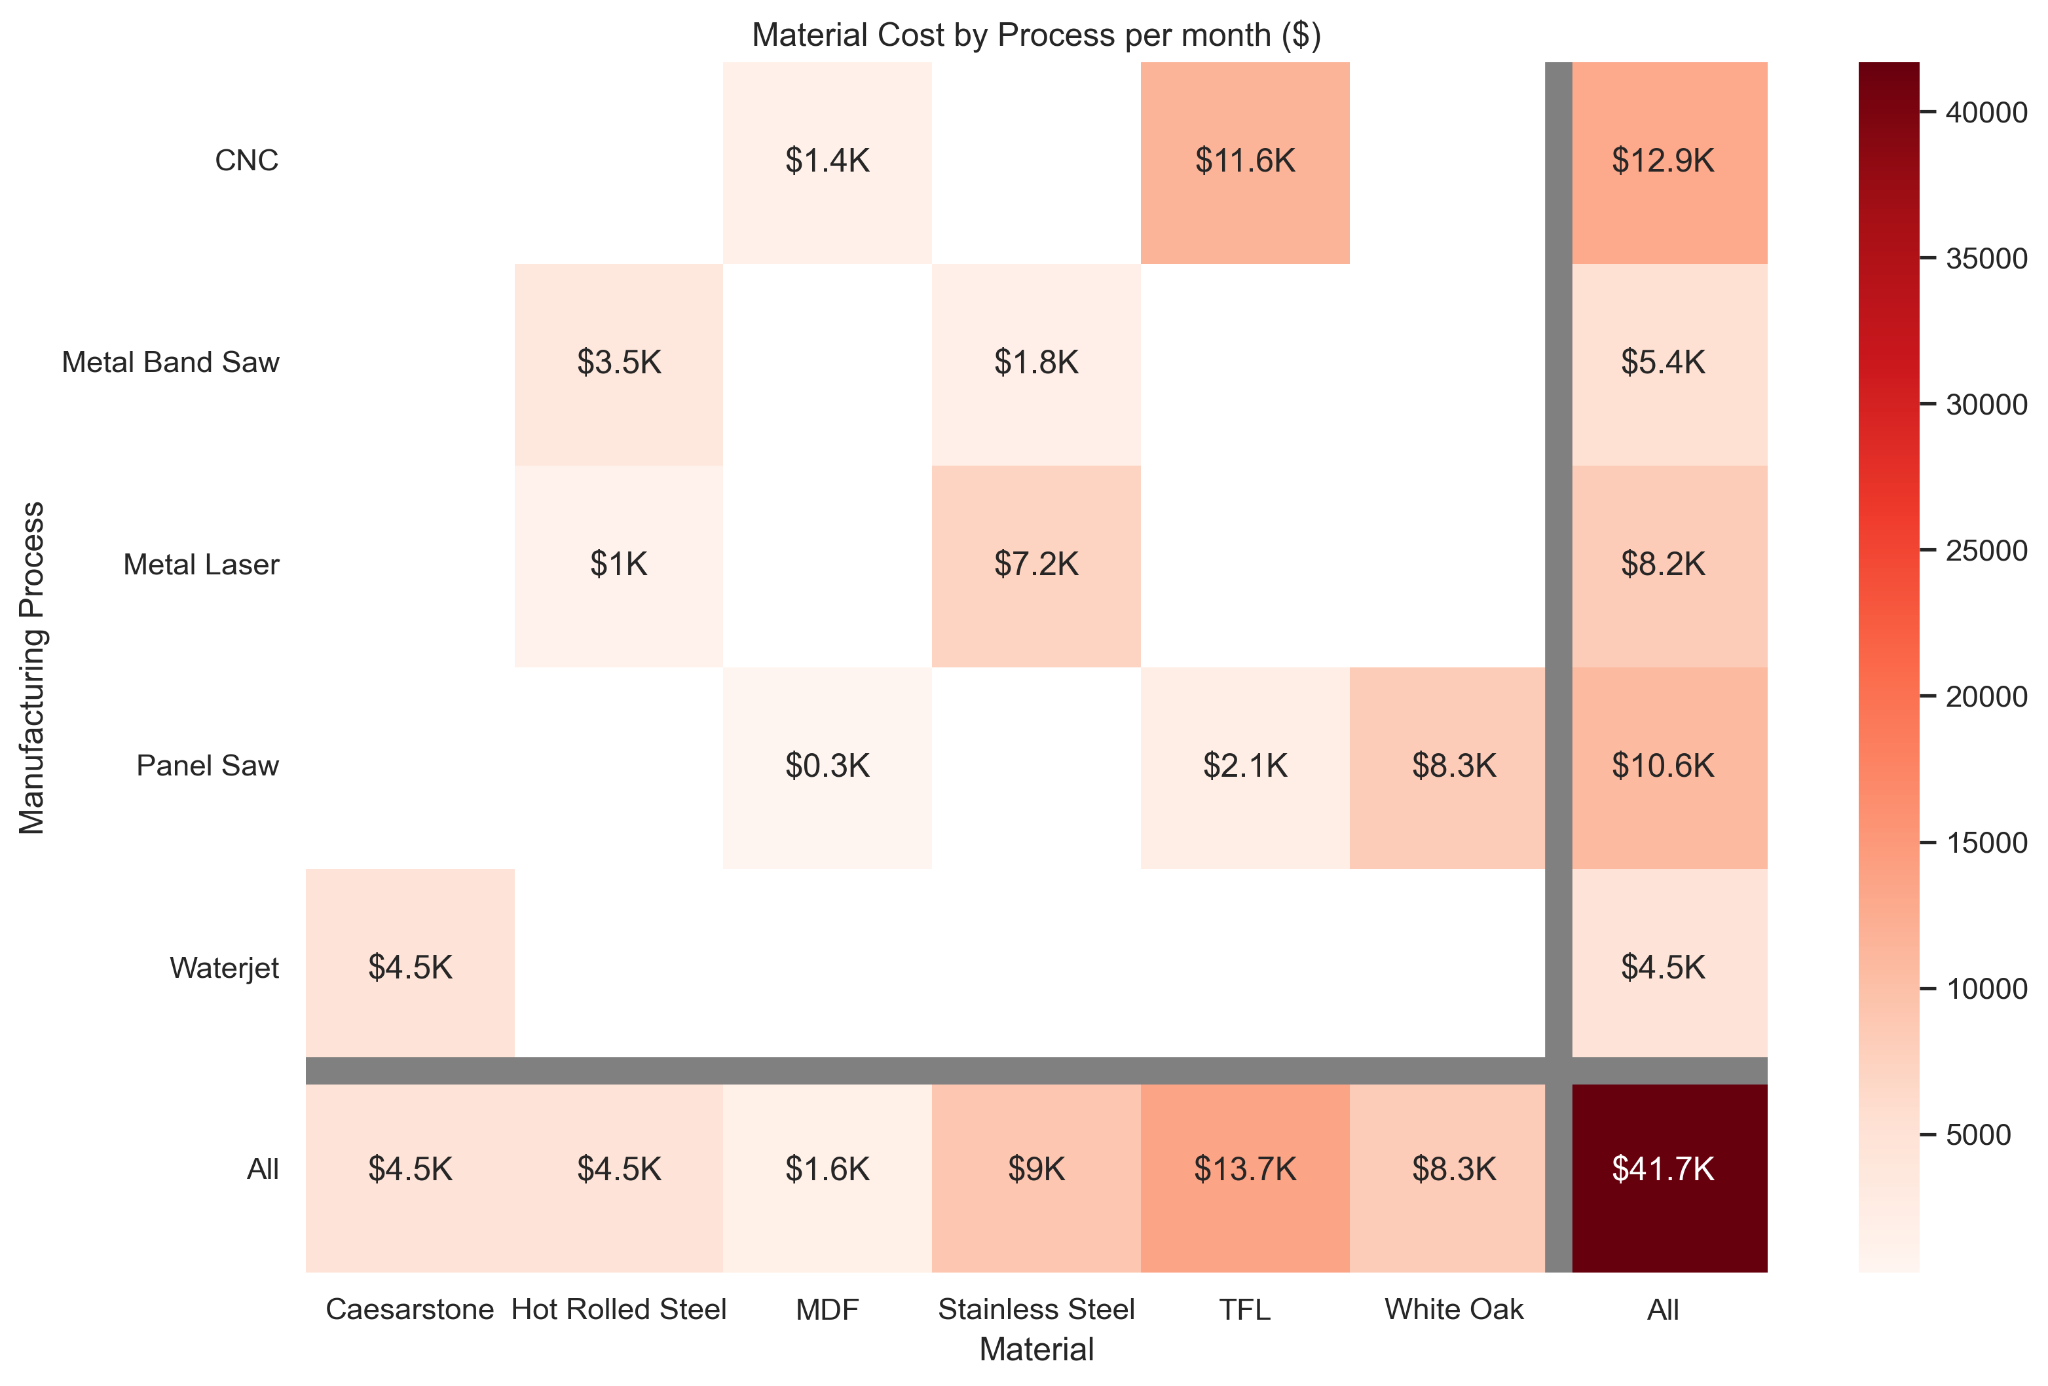 Material Cost by Process per month ($)
CNC $1.4K $11.6K $12.9K
Metal Band Saw $3.5K $1.8K $5.4K
Metal Laser $1K $7.2K $8.2K
Panel Saw $0.3K $2.1K $8.3K $10.6K
Waterjet $4.5K $4.5K
All $4.5K $4.5K $1.6K $9K $13.7K $8.3K $41.7K
Caesarstone Hot Rolled Steel MDF Stainless Steel TFL White Oak All
Material
Manufacturing Process
40000
35000
30000
25000
20000
15000
10000
5000